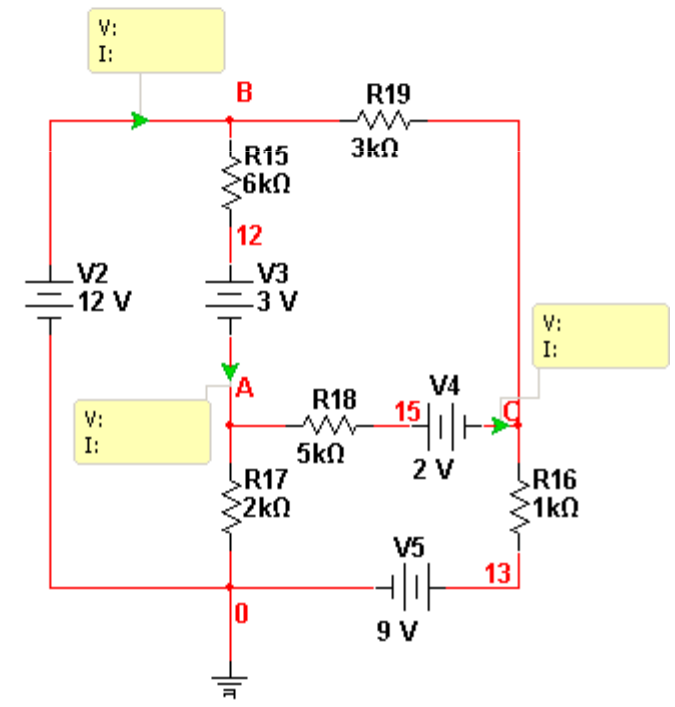 V:
I:
B
R19
3kΩ
R15
6kΩ
12
V2
12 V
V3
3 V
V:
I:
A
V:
I:
R18
5kΩ
15
V4
2 V
C
R17
2kΩ
R16
1kΩ
V5
9 V
13
0